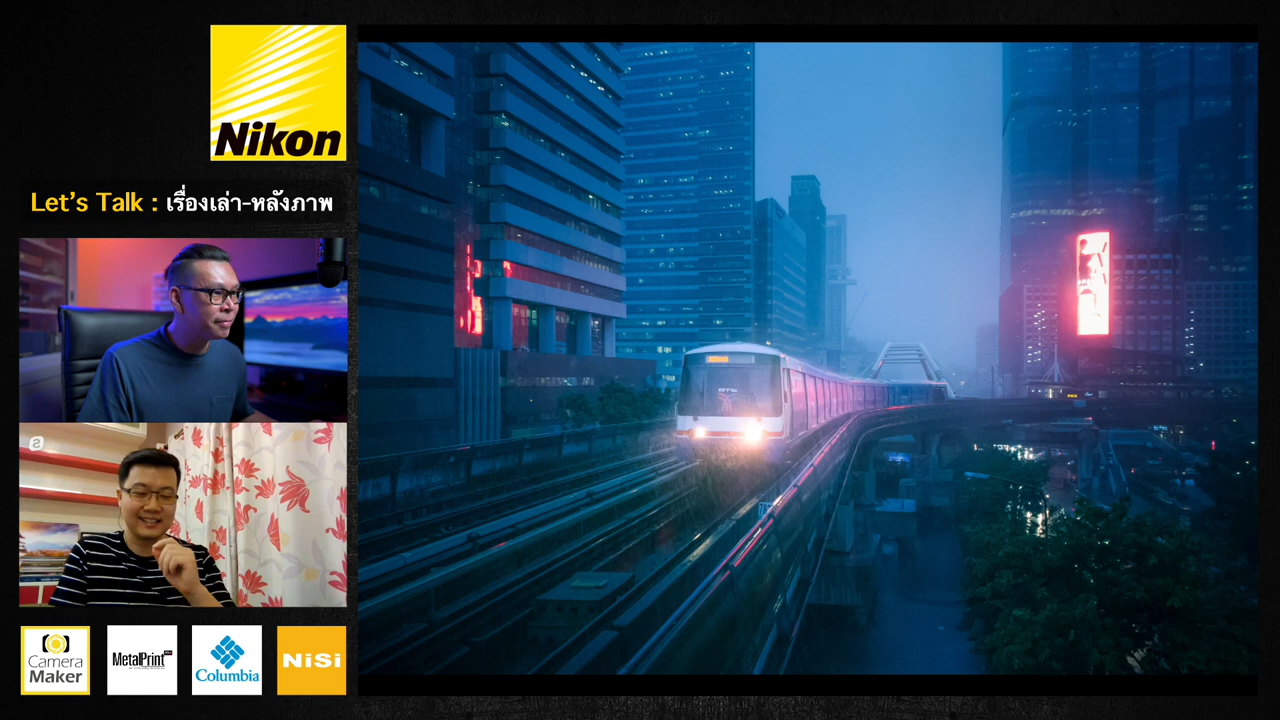 Nikon
Let's Talk : เรื่องเล่า-หลังภาพ
S
Camera
Maker
MetalPrint
Columbia
NiSi